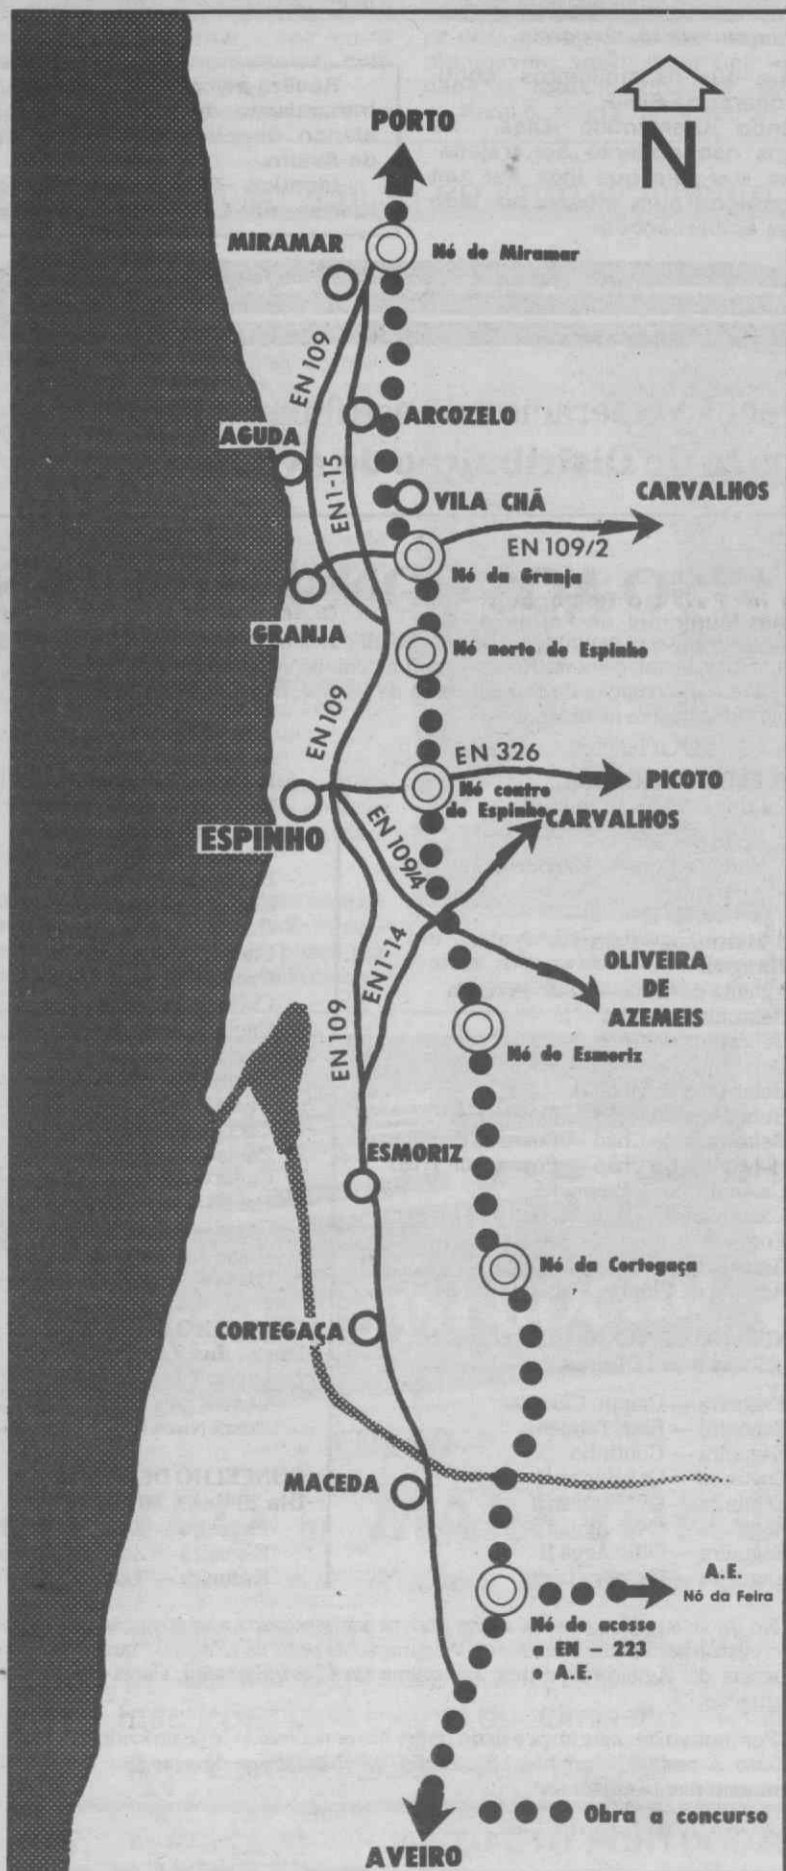 N
PORTO
MIRAMAR
Nó de Miramar
EN 109
ARCOZELO
AGUDA
EN1-15
VILA CHÃ
CARVALHOS
EN 109/2
Nó da Granja
GRANJA
Nó norte de Espinho
EN 109
EN 326
PICOTO
Nó centro
de Espinho
ESPINHO
CARVALHOS
EN 109/4
EN1-14
OLIVEIRA
DE
AZEMEIS
EN 109
Nó de Esmoriz
ESMORIZ
Nó da Cortegaça
CORTEGAÇA
MACEDA
A.E.
Nó da Feira
Nó de acesso
a EN - 223
e A.E.
Obra a concurso
AVEIRO